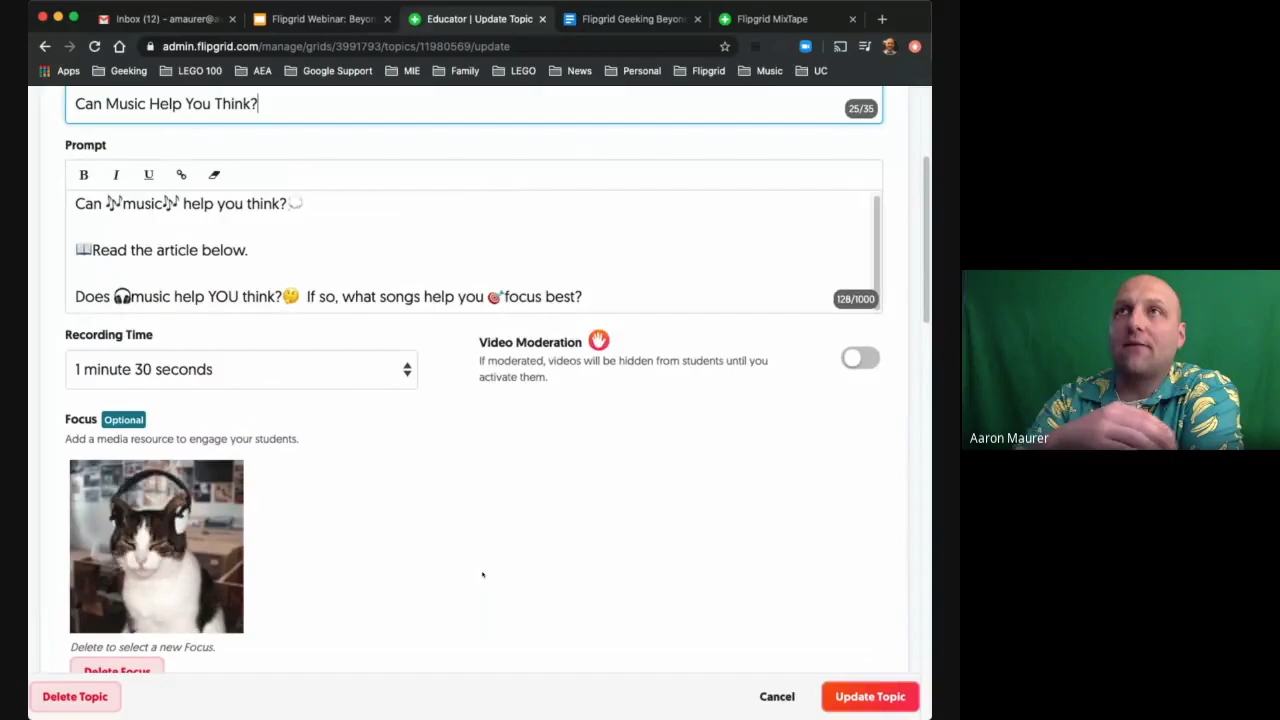 Inbox (12) - amaurer@a
Flipgrid Webinar: Beyon
Educator | Update Topic
Flipgrid Geeking Beyon
Flipgrid MixTape
admin.flipgrid.com/manage/grids/3991793/topics/11980569/update
Apps Geeking LEGO 100 AEA Google Support MIE Family LEGO News Personal Flipgrid Music UC
Can Music Help You Think?
25/35
Prompt
B I U
Can 🎶music🎶 help you think?💭
📖Read the article below.
Does 🎧music help YOU think?🤔 If so, what songs help you 🎯focus best?
128/1000
Recording Time
1 minute 30 seconds
Video Moderation
If moderated, videos will be hidden from students until you
activate them.
Focus Optional
Add a media resource to engage your students.
Delete to select a new Focus.
Delete Focus
Delete Topic
Cancel
Update Topic
Aaron Maurer